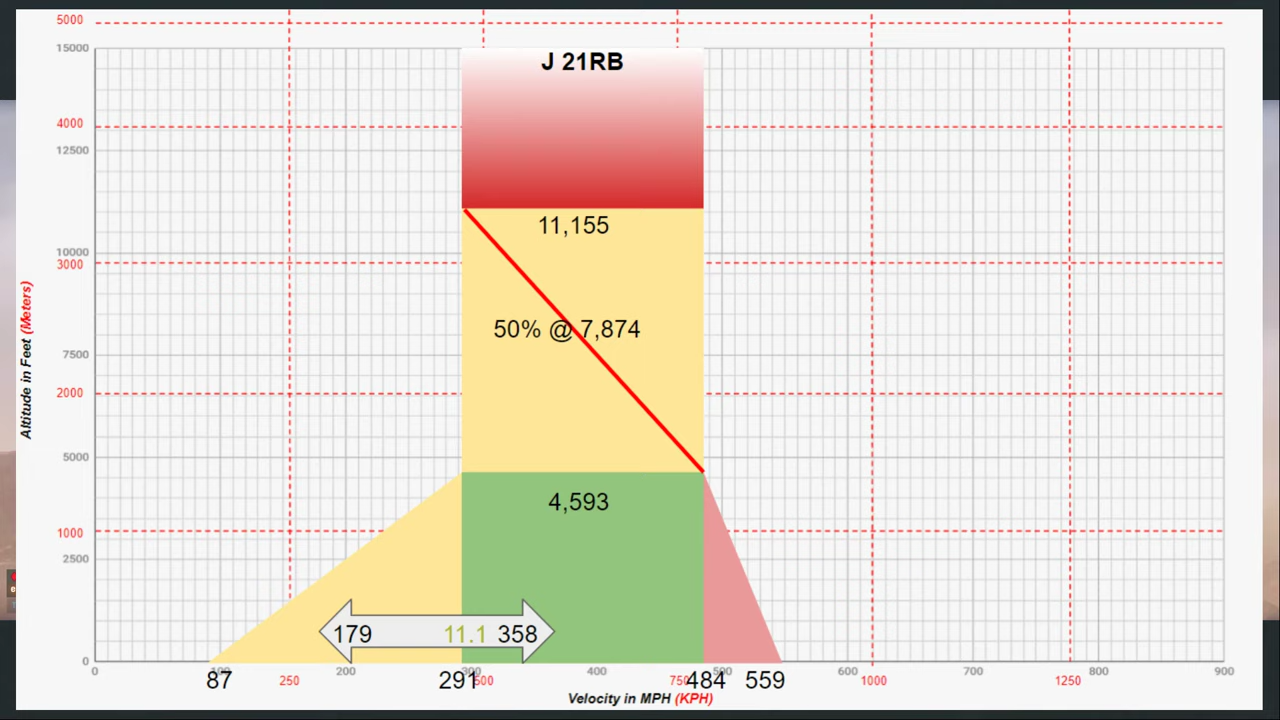 5000
15000
J 21RB
4000
12500
11,155
10000
3000
50% @ 7,874
7500
2000
Altitude in Feet (Meters)
5000
4,593
1000
2500
179 11.1 358
0
0 100 200 300 400 500 600 700 800 900
87 250 291 500 750 484 559 1000 1250
Velocity in MPH (KPH)